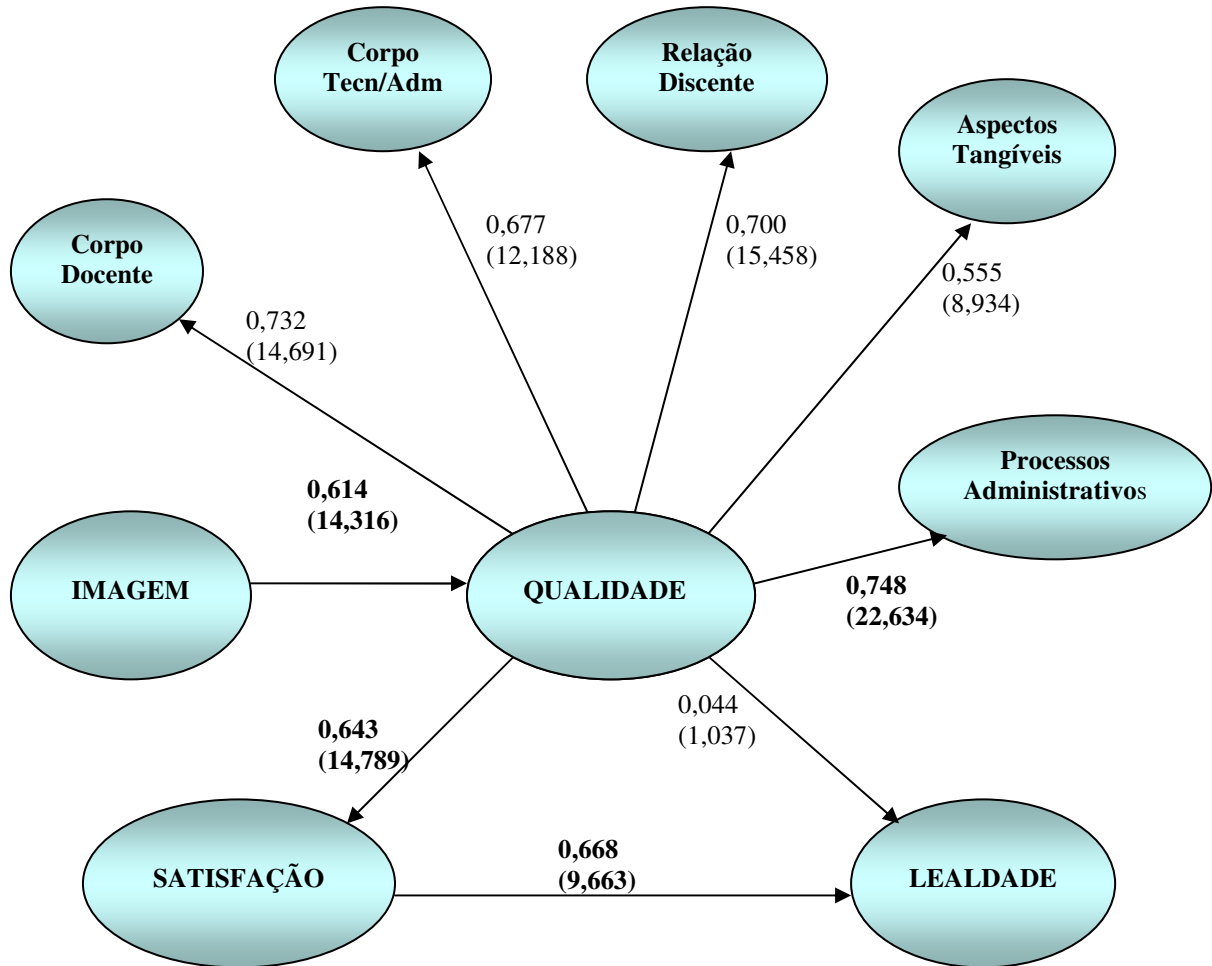 Corpo
Tecn/Adm
Relação
Discente
Aspectos
Tangíveis
Corpo
Docente
0,677
(12,188)
0,700
(15,458)
0,555
(8,934)
0,732
(14,691)
Processos
Administrativos
0,614
(14,316)
IMAGEM
QUALIDADE
0,748
(22,634)
0,643
(14,789)
0,044
(1,037)
SATISFAÇÃO
0,668
(9,663)
LEALDADE